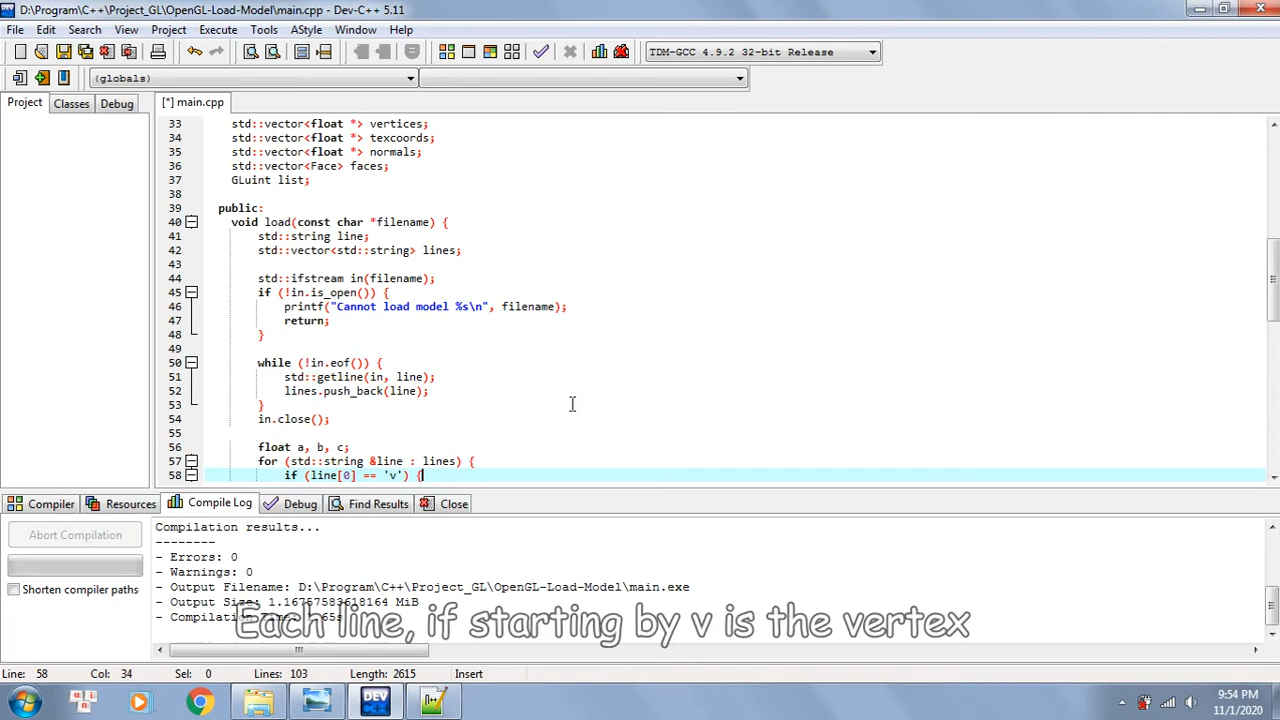 D:\Program\C++\Project_GL\OpenGL-Load-Model\main.cpp - Dev-C++ 5.11
File Edit Search View Project Execute Tools AStyle Window Help
TDM-GCC 4.9.2 32-bit Release
(globals)
Project Classes Debug
[*] main.cpp
33 std::vector<float *> vertices;
34 std::vector<float *> texcoords;
35 std::vector<float *> normals;
36 std::vector<Face> faces;
37 GLuint list;
38
39 public:
40 void load(const char *filename) {
41 std::string line;
42 std::vector<std::string> lines;
43
44 std::ifstream in(filename);
45 if (!in.is_open()) {
46 printf("Cannot load model %s\n", filename);
47 return;
48 }
49
50 while (!in.eof()) {
51 std::getline(in, line);
52 lines.push_back(line);
53 }
54 in.close();
55
56 float a, b, c;
57 for (std::string &line : lines) {
58 if (line[0] == 'v') {
Compiler Resources Compile Log Debug Find Results Close
Abort Compilation
Shorten compiler paths
Compilation results...
--------
- Errors: 0
- Warnings: 0
- Output Filename: D:\Program\C++\Project_GL\OpenGL-Load-Model\main.exe
- Output Size: 1.16757583618164 MiB
- Compilation
Each line, if starting by v is the vertex
Line: 58 Col: 34 Sel: 0 Lines: 103 Length: 2615 Insert
9:54 PM
11/1/2020